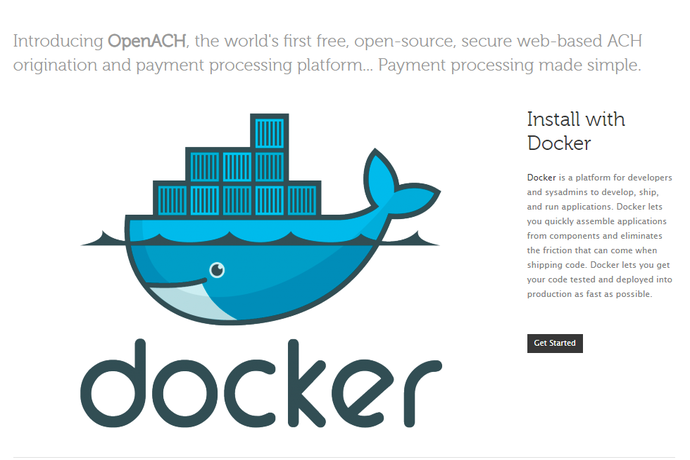 Introducing OpenACH, the world's first free, open-source, secure web-based ACH
origination and payment processing platform... Payment processing made simple.
docker
Install with
Docker
Docker is a platform for developers
and sysadmins to develop, ship,
and run applications. Docker lets
you quickly assemble applications
from components and eliminates
the friction that can come when
shipping code. Docker lets you get
your code tested and deployed into
production as fast as possible.
Get Started